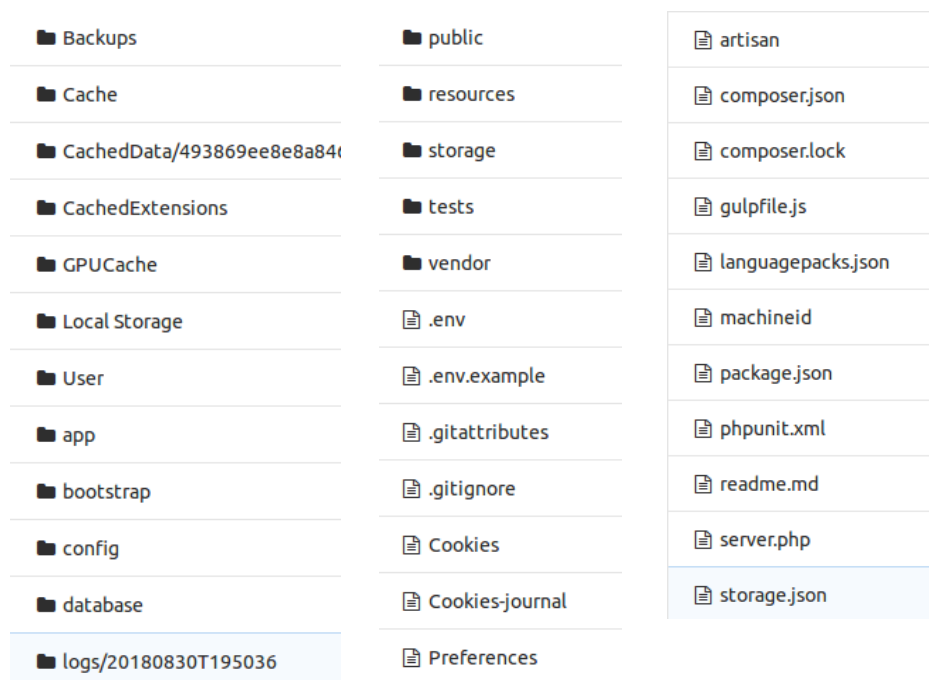 Backups
Cache
CachedData/493869ee8e8a846
CachedExtensions
GPUCache
Local Storage
User
app
bootstrap
config
database
logs/20180830T195036
public
resources
storage
tests
vendor
.env
.env.example
.gitattributes
.gitignore
Cookies
Cookies-journal
Preferences
artisan
composer.json
composer.lock
gulpfile.js
languagepacks.json
machineid
package.json
phpunit.xml
readme.md
server.php
storage.json